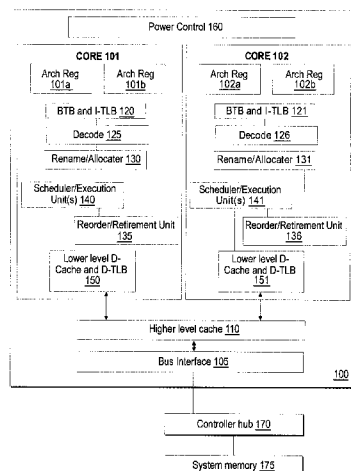 Power Control 160
CORE 101
CORE 102
Arch Reg
101a
Arch Reg
101b
Arch Reg
102a
Arch Reg
102b
BTB and I-TLB 120
BTB and I-TLB 121
Decode 125
Decode 126
Rename/Allocater 130
Rename/Allocater 131
Scheduler/Execution
Unit(s) 140
Scheduler/Execution
Unit(s) 141
Reorder/Retirement Unit
135
Reorder/Retirement Unit
136
Lower level D-
Cache and D-TLB
150
Lower level D-
Cache and D-TLB
151
Higher level cache 110
Bus Interface 105
100
Controller hub 170
System memory 175